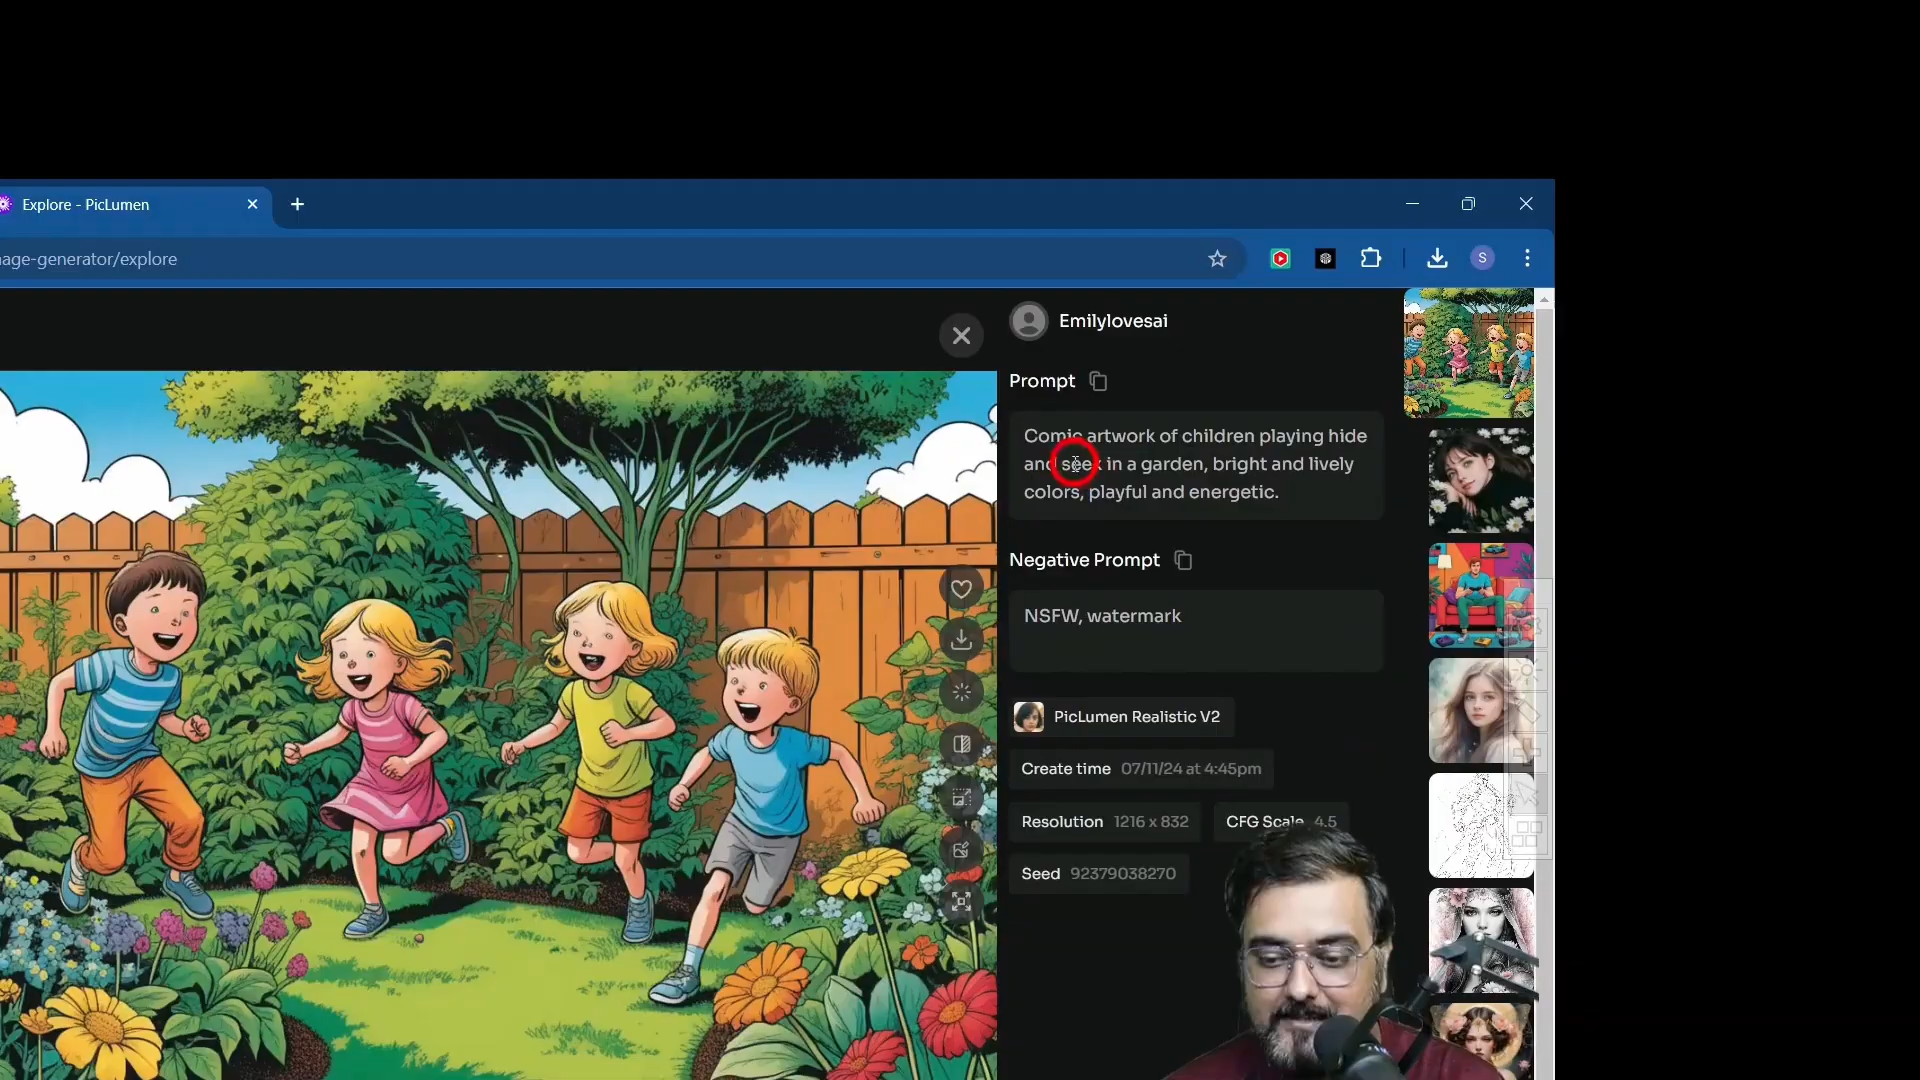 Explore - PicLumen
age-generator/explore
S
Emilylovesai
Prompt
Comic artwork of children playing hide
and seek in a garden, bright and lively
colors, playful and energetic.
Negative Prompt
NSFW, watermark
PicLumen Realistic V2
Create time 07/11/24 at 4:45pm
Resolution 1216 x 832 CFG Scale 4.5
Seed 92379038270